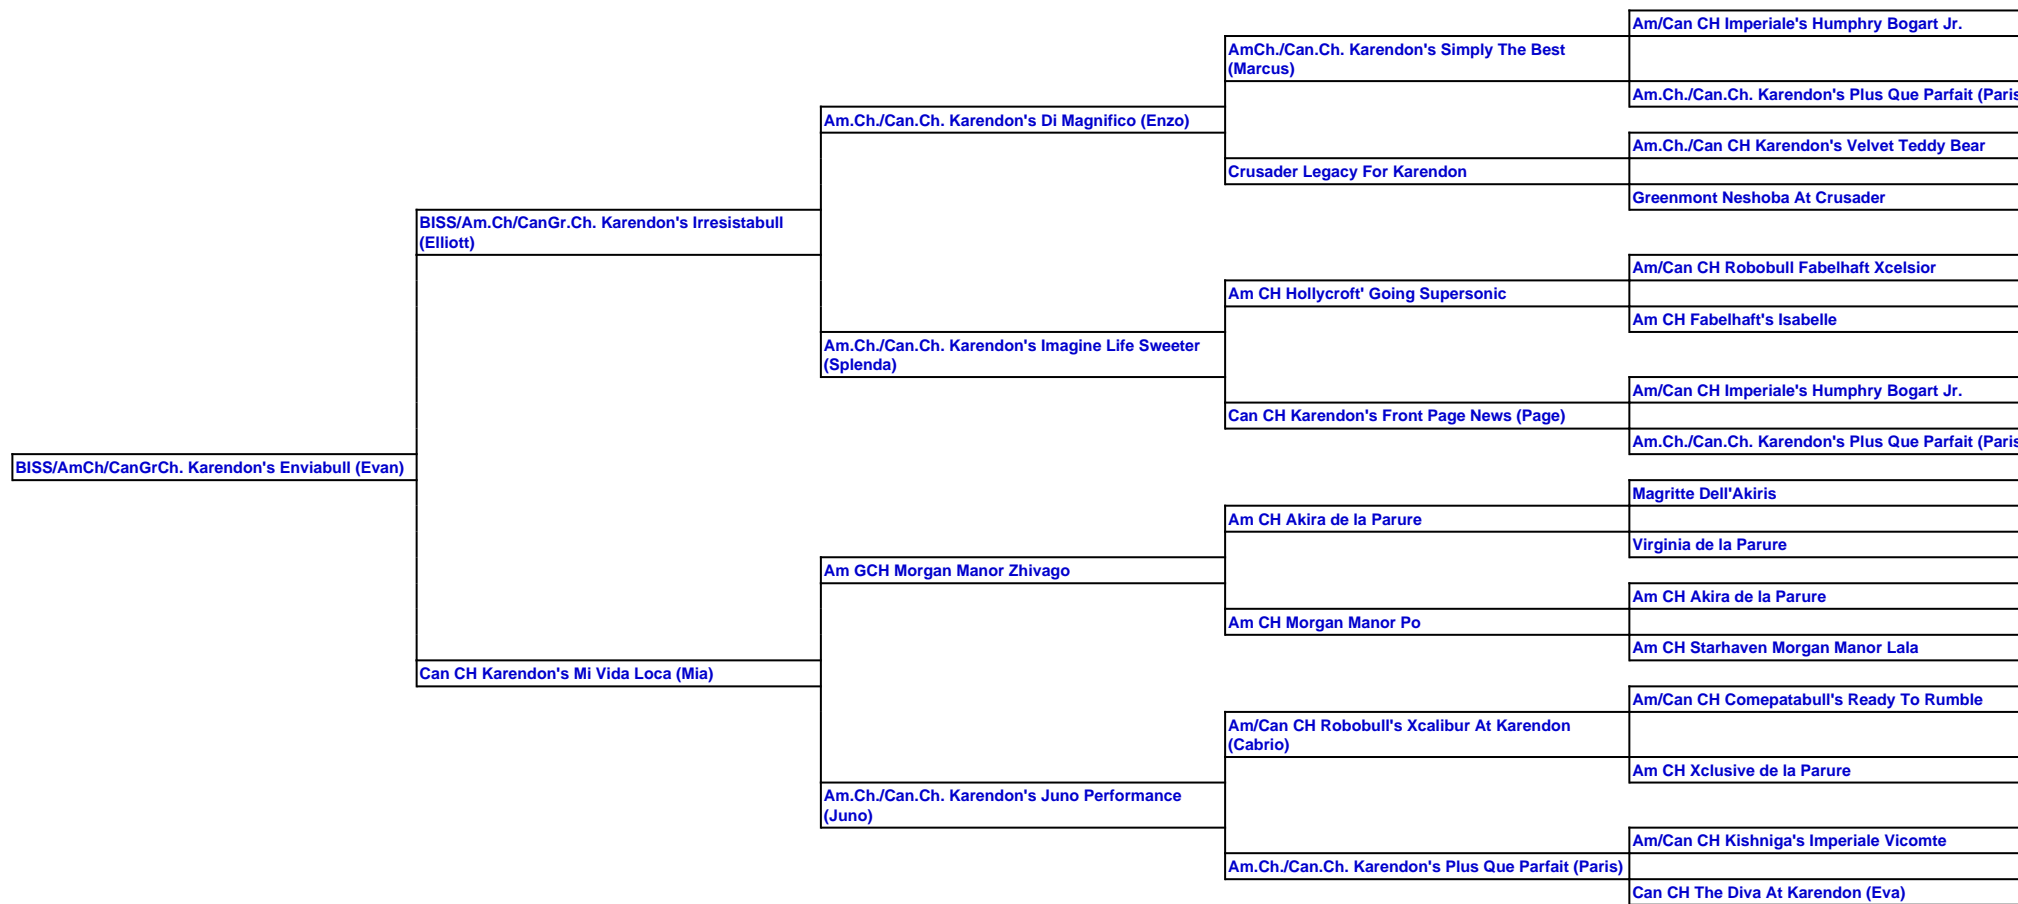 Am/Can CH Imperiale's Humphry Bogart Jr.
AmCh./Can.Ch. Karendon's Simply The Best
(Marcus)
Am.Ch./Can.Ch. Karendon's Plus Que Parfait (Paris
Am.Ch./Can.Ch. Karendon's Di Magnifico (Enzo)
Am.Ch./Can CH Karendon's Velvet Teddy Bear
Crusader Legacy For Karendon
Greenmont Neshoba At Crusader
BISS/Am.Ch/CanGr.Ch. Karendon's Irresistabull
(Elliott)
Am/Can CH Robobull Fabelhaft Xcelsior
Am CH Hollycroft' Going Supersonic
Am CH Fabelhaft's Isabelle
Am.Ch./Can.Ch. Karendon's Imagine Life Sweeter
(Splenda)
Am/Can CH Imperiale's Humphry Bogart Jr.
Can CH Karendon's Front Page News (Page)
Am.Ch./Can.Ch. Karendon's Plus Que Parfait (Paris
BISS/AmCh/CanGrCh. Karendon's Enviabull (Evan)
Magritte Dell'Akiris
Am CH Akira de la Parure
Virginia de la Parure
Am GCH Morgan Manor Zhivago
Am CH Akira de la Parure
Am CH Morgan Manor Po
Am CH Starhaven Morgan Manor Lala
Can CH Karendon's Mi Vida Loca (Mia)
Am/Can CH Comepatabull's Ready To Rumble
Am/Can CH Robobull's Xcalibur At Karendon
(Cabrio)
Am CH Xclusive de la Parure
Am.Ch./Can.Ch. Karendon's Juno Performance
(Juno)
Am/Can CH Kishniga's Imperiale Vicomte
Am.Ch./Can.Ch. Karendon's Plus Que Parfait (Paris)
Can CH The Diva At Karendon (Eva)